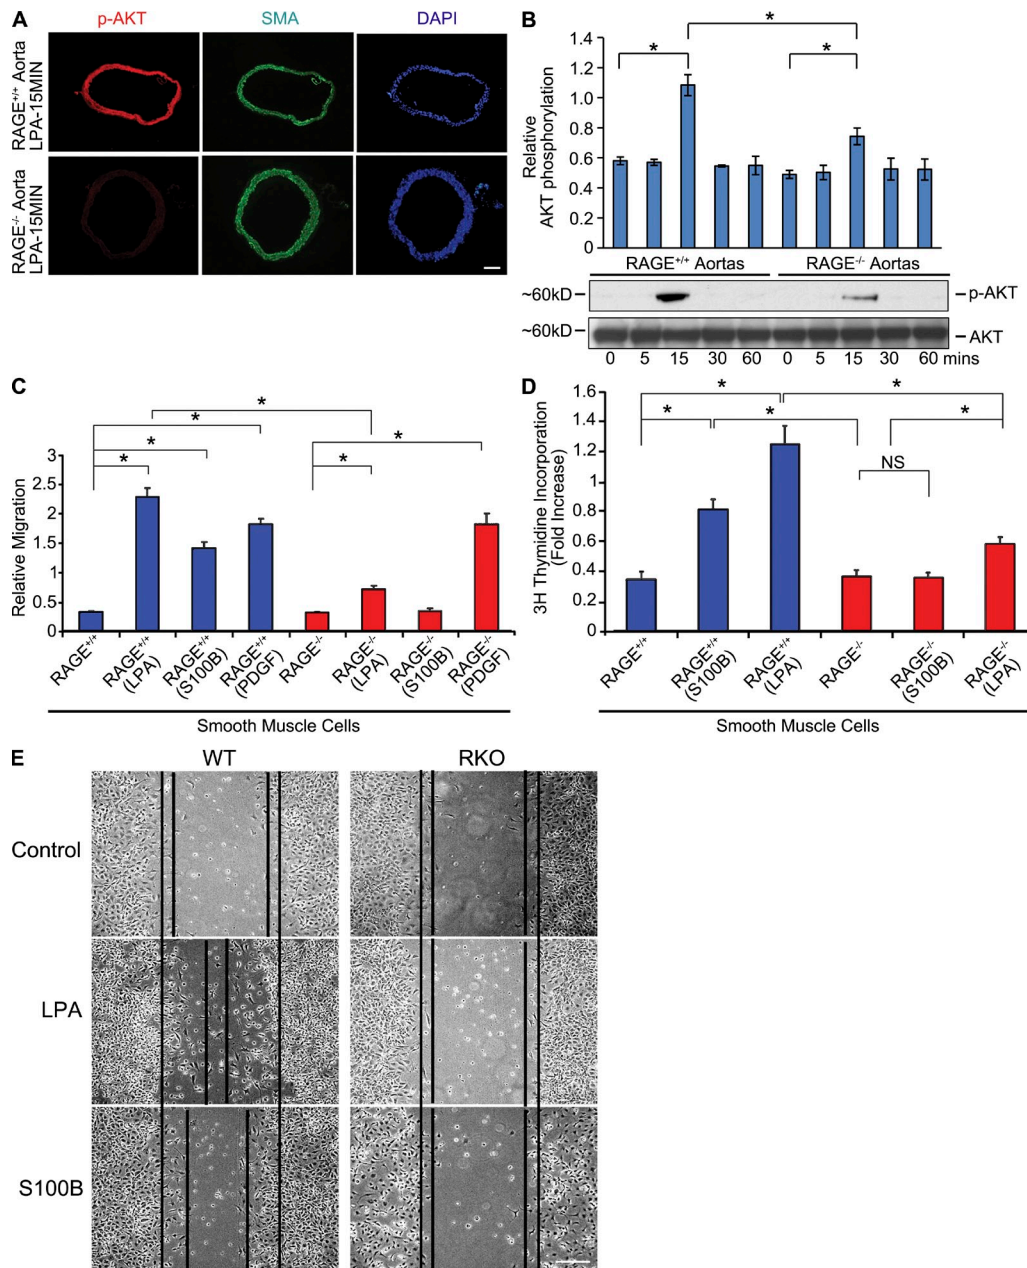 A
p-AKT
SMA
DAPI
RAGE+/+ Aorta
LPA-15MIN
RAGE-/- Aorta
LPA-15MIN
B
Relative
AKT phosphorylation
1.4
1.2
1.0
0.8
0.6
0.4
0.2
0
*
*
*
RAGE+/+ Aortas
RAGE-/- Aortas
~60kD
p-AKT
~60kD
AKT
0 5 15 30 60 0 5 15 30 60 mins
C
Relative Migration
3
2.5
2
1.5
1
0.5
0
*
*
*
*
*
*
RAGE+/+
RAGE+/+
(LPA)
RAGE+/+
(S100B)
RAGE+/+
(PDGF)
RAGE-/-
RAGE-/-
(LPA)
RAGE-/-
(S100B)
RAGE-/-
(PDGF)
Smooth Muscle Cells
D
3H Thymidine Incorporation
(Fold Increase)
1.6
1.4
1.2
1.0
0.8
0.6
0.4
0.2
0
*
*
*
*
*
NS
RAGE+/+
RAGE+/+
(S100B)
RAGE+/+
(LPA)
RAGE-/-
RAGE-/-
(S100B)
RAGE-/-
(LPA)
Smooth Muscle Cells
E
WT
RKO
Control
LPA
S100B